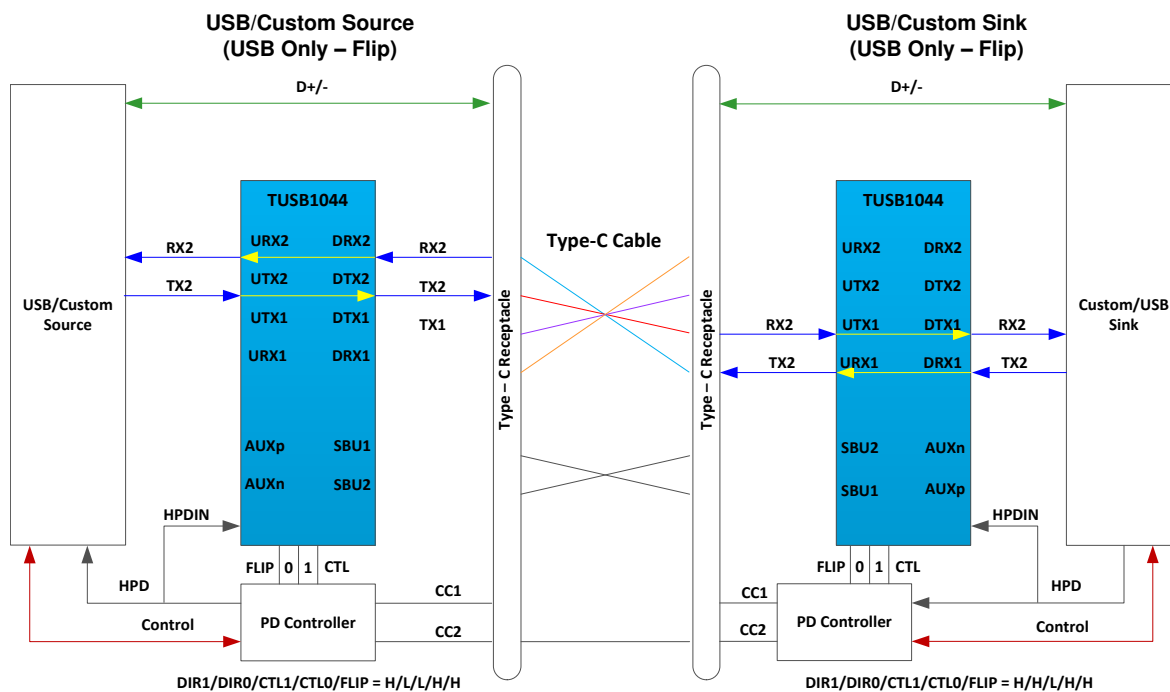 USB/Custom Source
(USB Only – Flip)
USB/Custom Sink
(USB Only – Flip)
D+/-
D+/-
TUSB1044
TUSB1044
Type-C Cable
URX2 DRX2
RX2
RX2
UTX2 DTX2
TX2
TX2
UTX1 DTX1
TX1
URX1 DRX1
USB/Custom
Source
Type – C Receptacle
Type – C Receptacle
URX2 DRX2
UTX2 DTX2
RX2
UTX1 DTX1
RX2
TX2
URX1 DRX1
TX2
Custom/USB
Sink
AUXp SBU1
AUXn SBU2
SBU2 AUXn
SBU1 AUXp
HPDIN
HPDIN
FLIP 0 1 CTL
FLIP 0 1 CTL
HPD
HPD
CC1
CC1
Control
PD Controller
CC2
CC2
PD Controller
Control
DIR1/DIR0/CTL1/CTL0/FLIP = H/L/L/H/H
DIR1/DIR0/CTL1/CTL0/FLIP = H/H/L/H/H